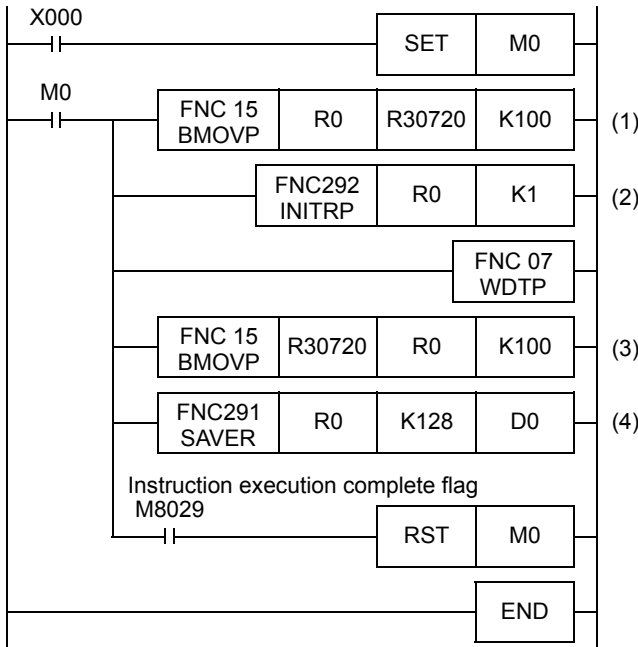 X000
SET M0
M0
FNC 15 BMOVP R0 R30720 K100 (1)
FNC292 INITRP R0 K1 (2)
FNC 07 WDTP
FNC 15 BMOVP R30720 R0 K100 (3)
FNC291 SAVER R0 K128 D0 (4)
Instruction execution complete flag
M8029
RST M0
END